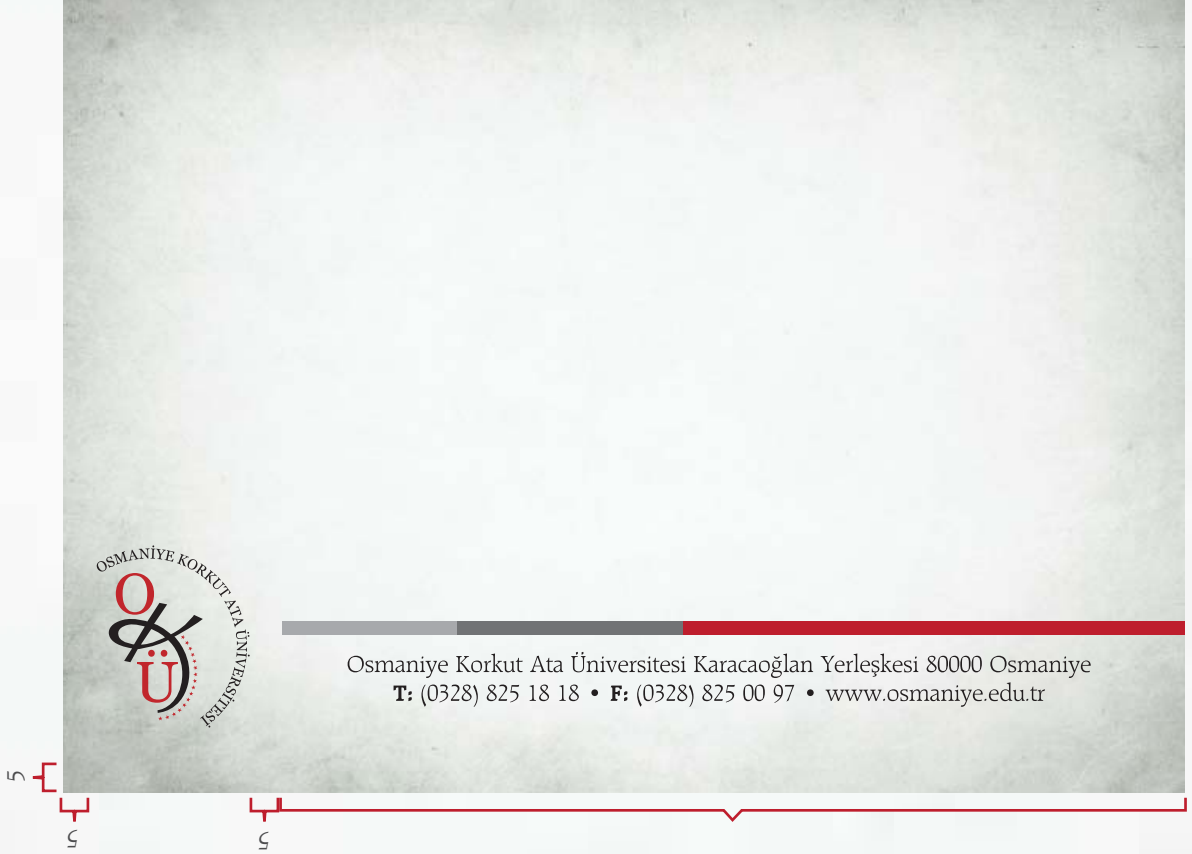 OSMANİYE KORKUT ATA ÜNİVERSİTESİ
O
Ü
Osmaniye Korkut Ata Üniversitesi Karacaoğlan Yerleşkesi 80000 Osmaniye
T: (0328) 825 18 18 • F: (0328) 825 00 97 • www.osmaniye.edu.tr
5
5
5